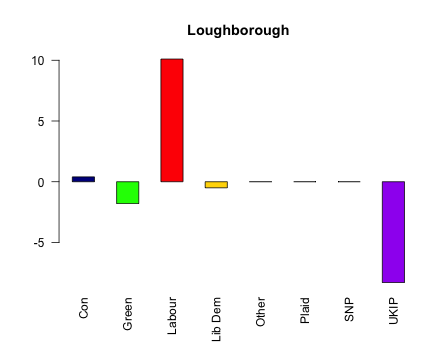 Loughborough
10
5
0
-5
Con
Green
Labour
Lib Dem
Other
Plaid
SNP
UKIP